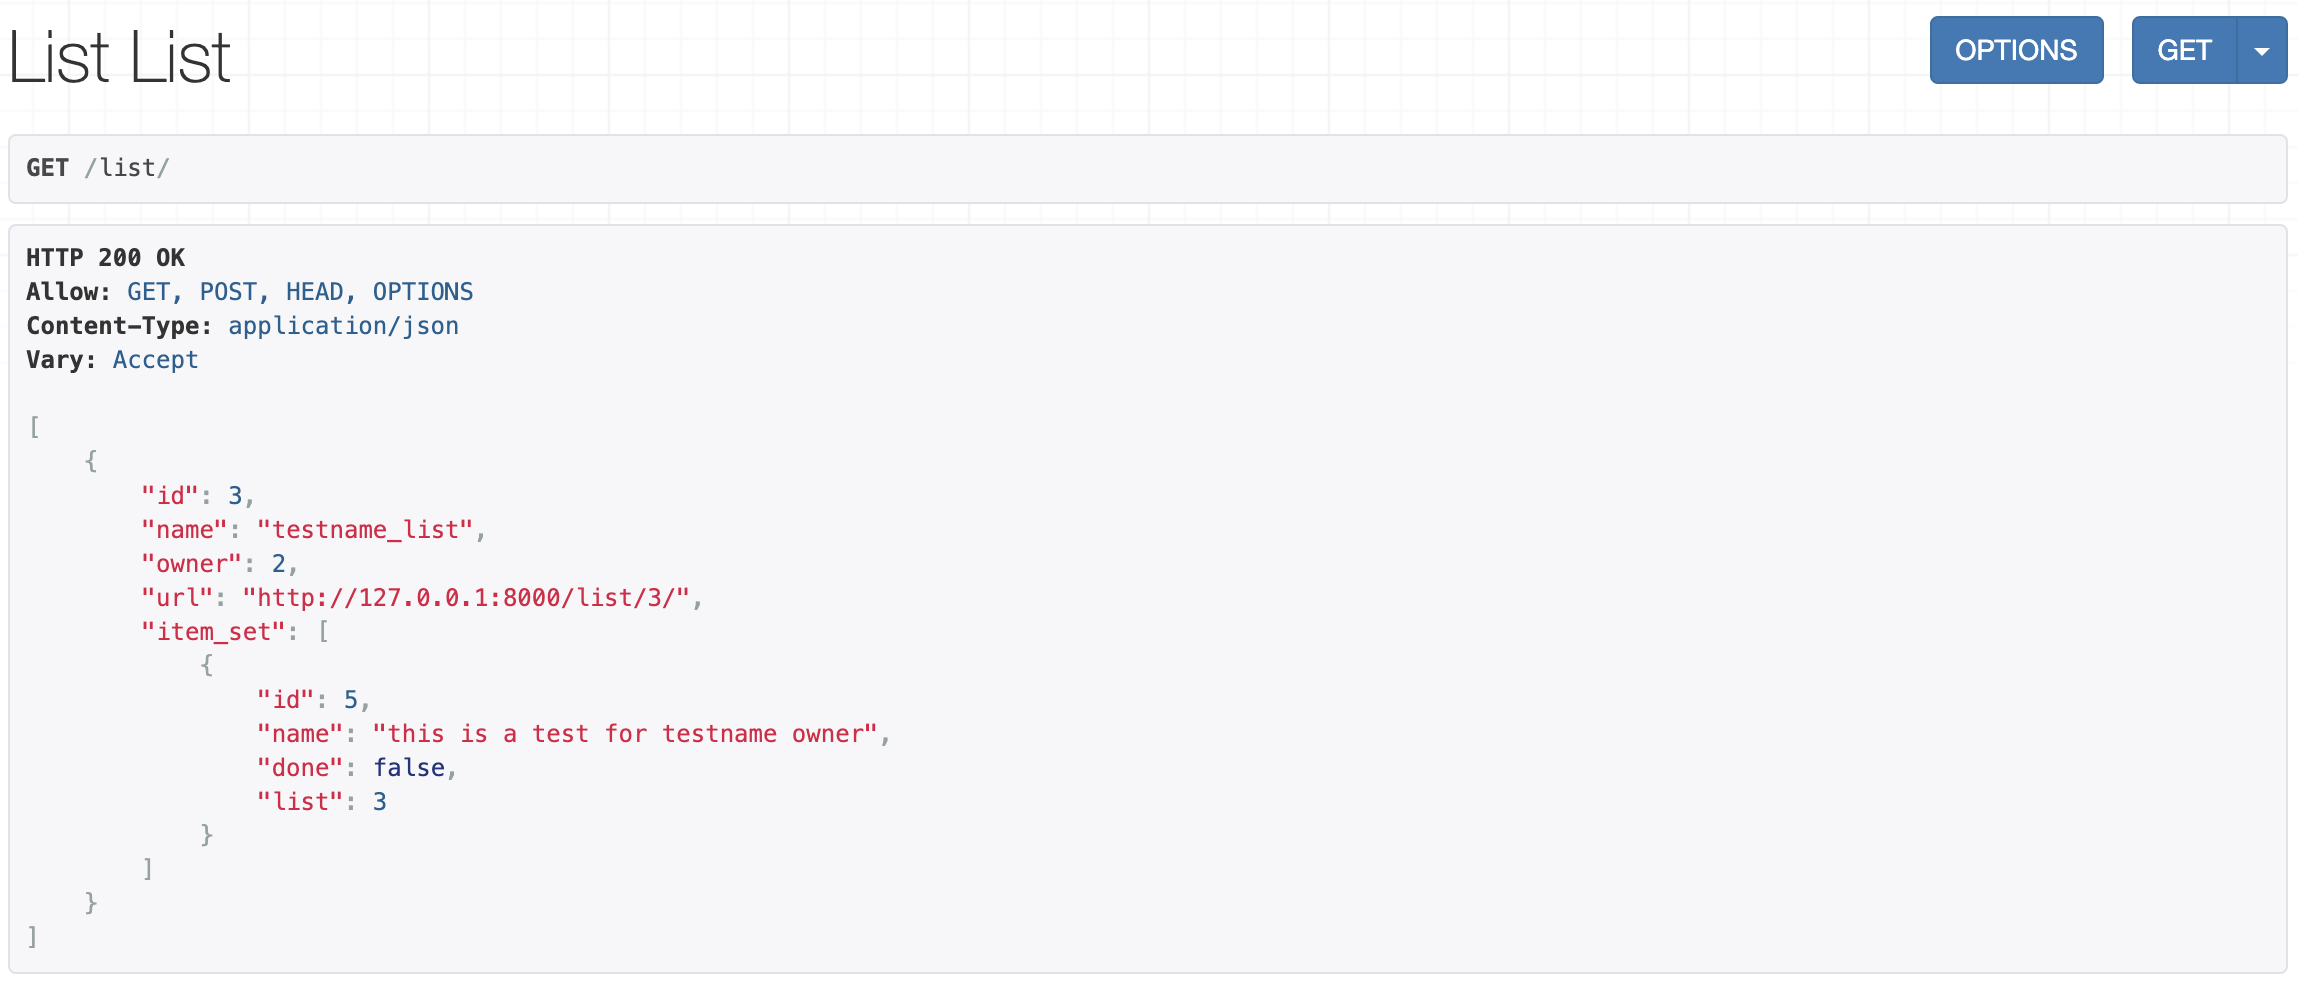 List List
OPTIONS
GET
GET /list/
HTTP 200 OK
Allow: GET, POST, HEAD, OPTIONS
Content-Type: application/json
Vary: Accept
[
    {
        "id": 3,
        "name": "testname_list",
        "owner": 2,
        "url": "http://127.0.0.1:8000/list/3/",
        "item_set": [
            {
                "id": 5,
                "name": "this is a test for testname owner",
                "done": false,
                "list": 3
            }
        ]
    }
]